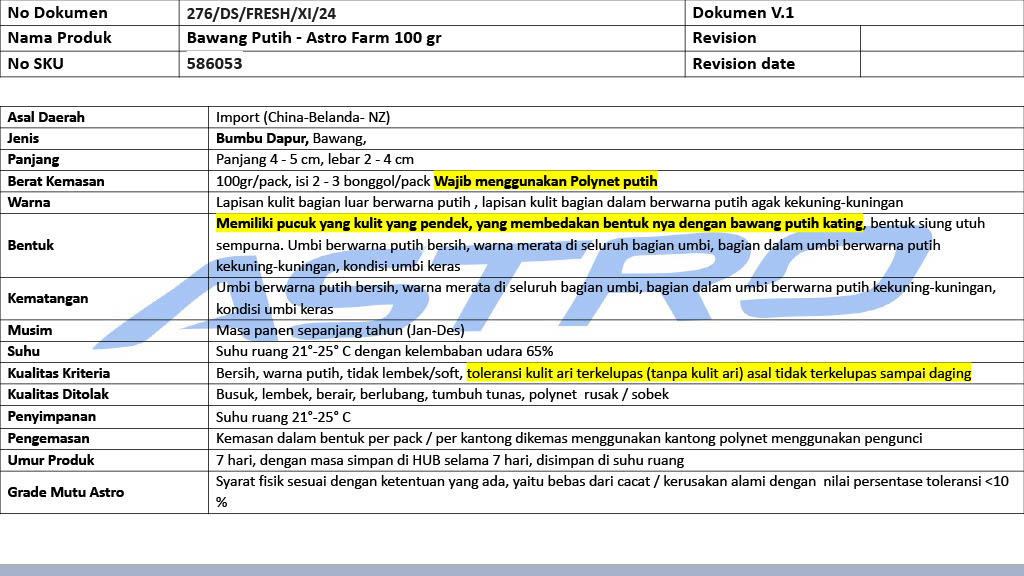 No Dokumen 276/DS/FRESH/XI/24 Dokumen V.1
Nama Produk Bawang Putih - Astro Farm 100 gr Revision
No SKU 586053 Revision date
Asal Daerah Import (China-Belanda- NZ)
Jenis Bumbu Dapur, Bawang,
Panjang Panjang 4 - 5 cm, lebar 2 - 4 cm
Berat Kemasan 100gr/pack, isi 2 - 3 bonggol/pack Wajib menggunakan Polynet putih
Warna Lapisan kulit bagian luar berwarna putih , lapisan kulit bagian dalam berwarna putih agak kekuning-kuningan
Bentuk Memiliki pucuk yang kulit yang pendek, yang membedakan bentuk nya dengan bawang putih kating, bentuk siung utuh
sempurna. Umbi berwarna putih bersih, warna merata di seluruh bagian umbi, bagian dalam umbi berwarna putih
kekuning-kuningan, kondisi umbi keras
Kematangan Umbi berwarna putih bersih, warna merata di seluruh bagian umbi, bagian dalam umbi berwarna putih kekuning-kuningan,
kondisi umbi keras
Musim Masa panen sepanjang tahun (Jan-Des)
Suhu Suhu ruang 21°-25° C dengan kelembaban udara 65%
Kualitas Kriteria Bersih, warna putih, tidak lembek/soft, toleransi kulit ari terkelupas (tanpa kulit ari) asal tidak terkelupas sampai daging
Kualitas Ditolak Busuk, lembek, berair, berlubang, tumbuh tunas, polynet rusak / sobek
Penyimpanan Suhu ruang 21°-25° C
Pengemasan Kemasan dalam bentuk per pack / per kantong dikemas menggunakan kantong polynet menggunakan pengunci
Umur Produk 7 hari, dengan masa simpan di HUB selama 7 hari, disimpan di suhu ruang
Grade Mutu Astro Syarat fisik sesuai dengan ketentuan yang ada, yaitu bebas dari cacat / kerusakan alami dengan nilai persentase toleransi <10
%
ASTRO